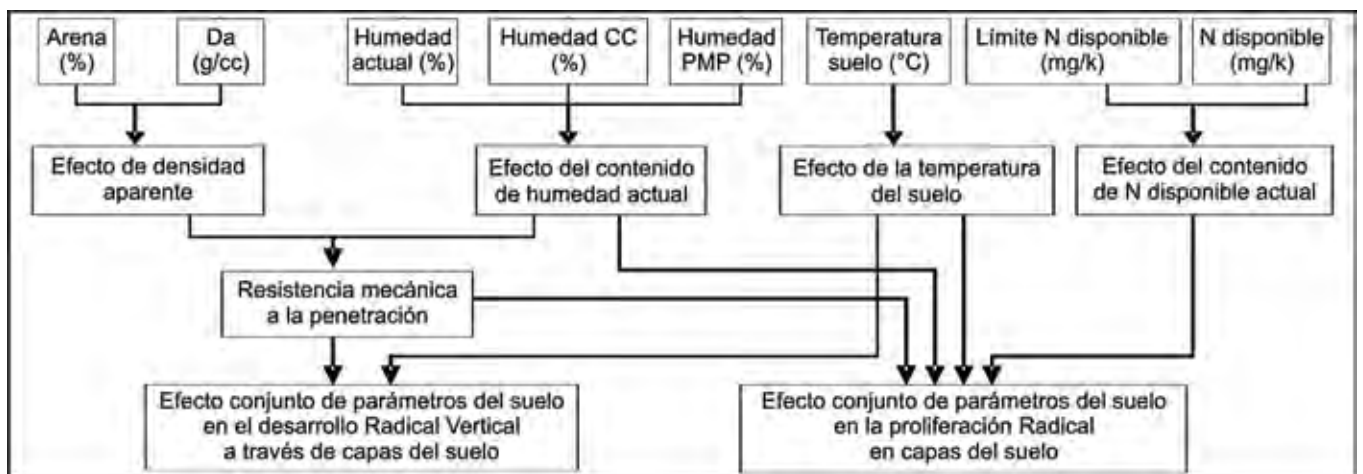 Arena
(%)
Da
(g/cc)
Humedad
actual (%)
Humedad CC
(%)
Humedad
PMP (%)
Temperatura
suelo (°C)
Límite N disponible
(mg/k)
N disponible
(mg/k)
Efecto de densidad
aparente
Efecto del contenido
de humedad actual
Efecto de la temperatura
del suelo
Efecto del contenido
de N disponible actual
Resistencia mecánica
a la penetración
Efecto conjunto de parámetros del suelo
en el desarrollo Radical Vertical
a través de capas del suelo
Efecto conjunto de parámetros del suelo
en la proliferación Radical
en capas del suelo